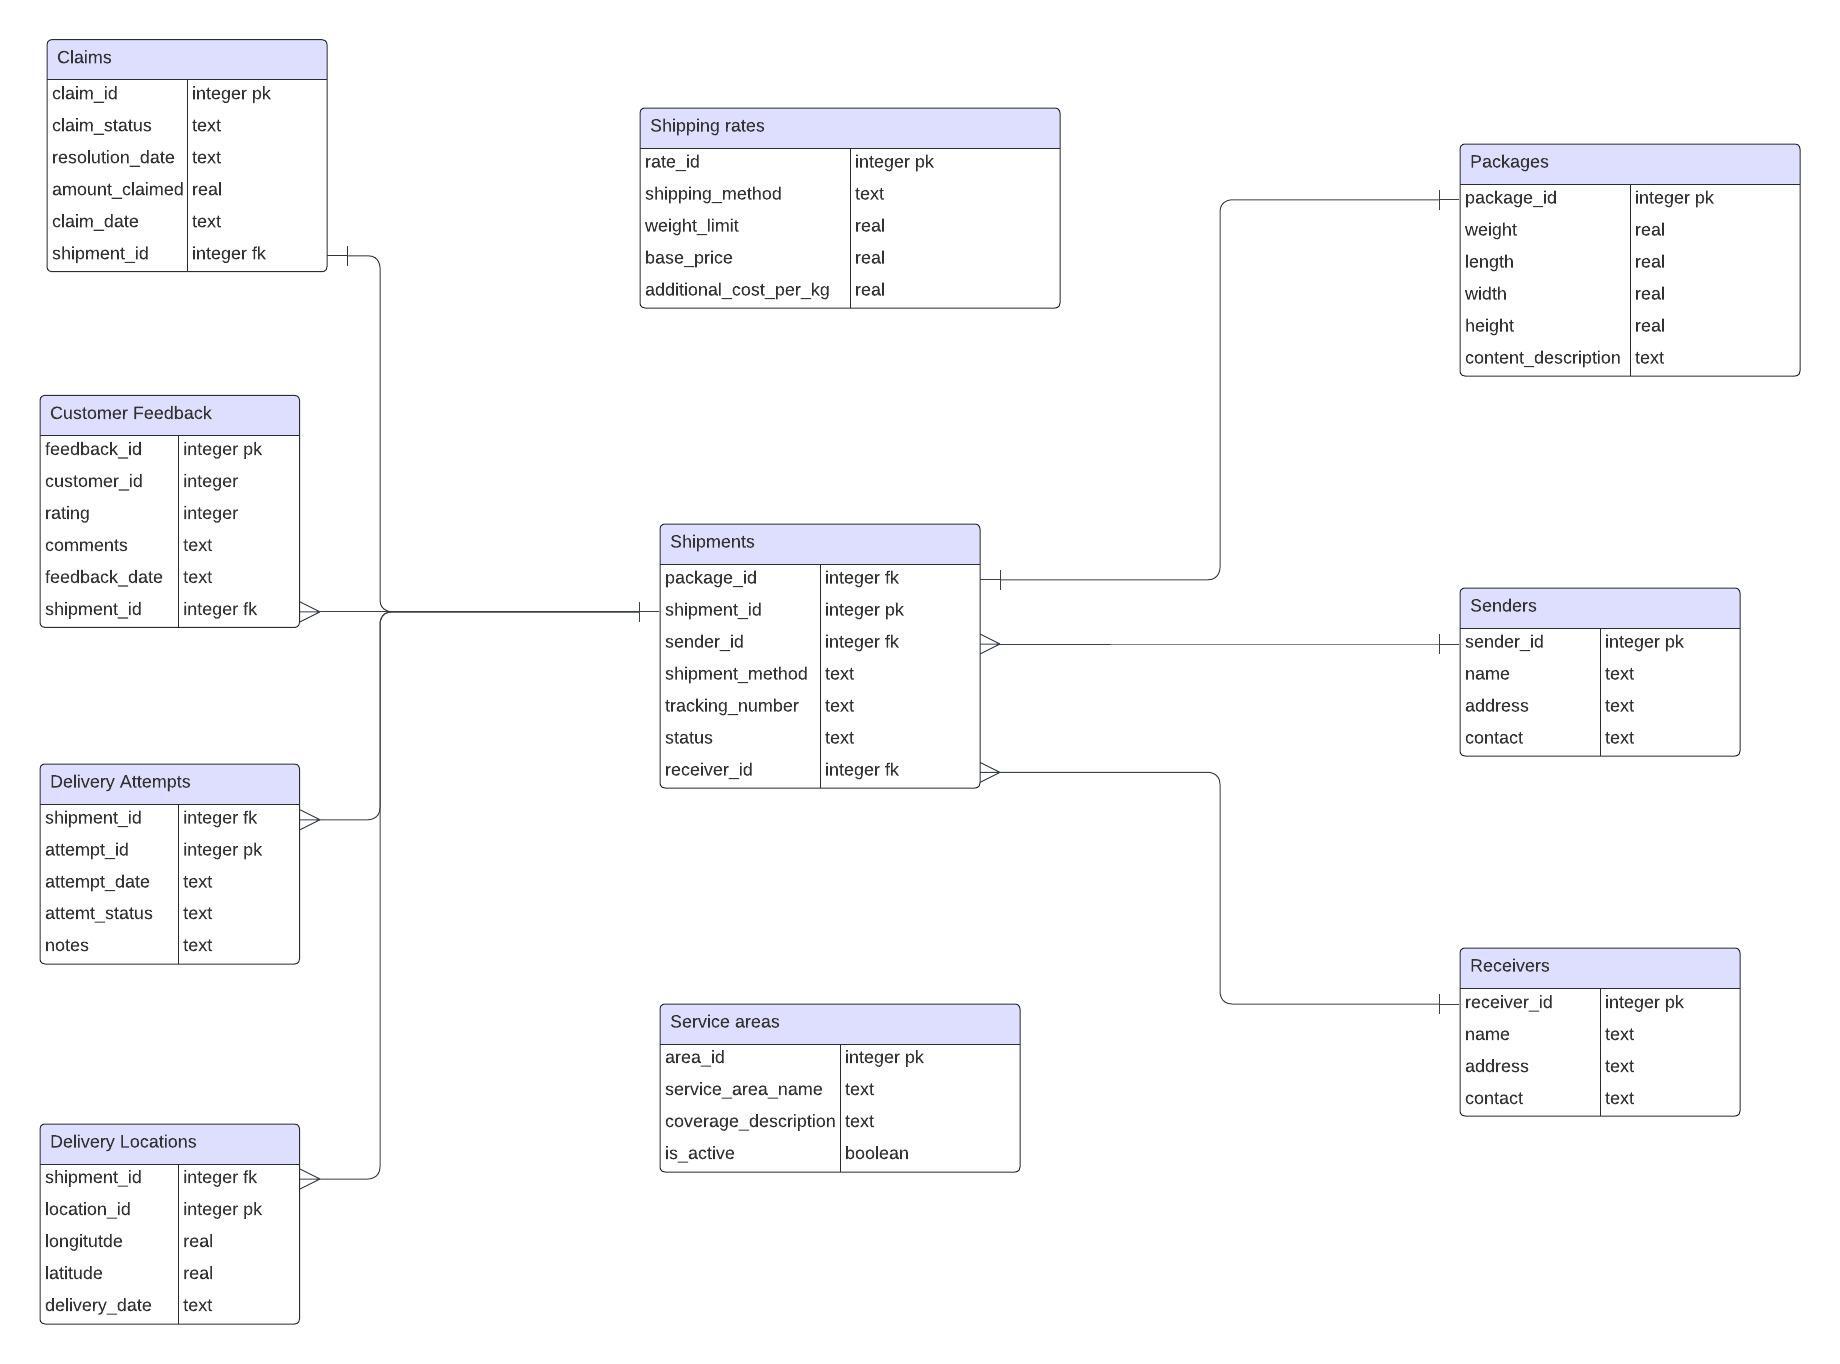 Claims
claim_id integer pk
claim_status text
resolution_date text
amount_claimed real
claim_date text
shipment_id integer fk
Shipping rates
rate_id integer pk
shipping_method text
weight_limit real
base_price real
additional_cost_per_kg real
Packages
package_id integer pk
weight real
length real
width real
height real
content_description text
Customer Feedback
feedback_id integer pk
customer_id integer
rating integer
comments text
feedback_date text
shipment_id integer fk
Shipments
package_id integer fk
shipment_id integer pk
sender_id integer fk
shipment_method text
tracking_number text
status text
receiver_id integer fk
Senders
sender_id integer pk
name text
address text
contact text
Delivery Attempts
shipment_id integer fk
attempt_id integer pk
attempt_date text
attemt_status text
notes text
Receivers
receiver_id integer pk
name text
address text
contact text
Service areas
area_id integer pk
service_area_name text
coverage_description text
is_active boolean
Delivery Locations
shipment_id integer fk
location_id integer pk
longitutde real
latitude real
delivery_date text